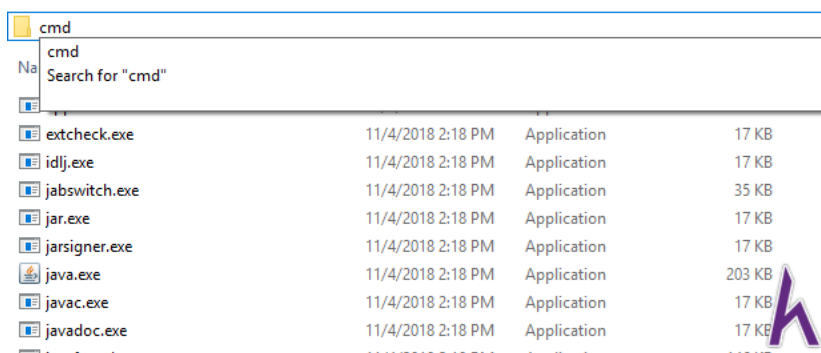 cmd
cmd
Search for "cmd"
Na
extcheck.exe 11/4/2018 2:18 PM Application 17 KB
idlj.exe 11/4/2018 2:18 PM Application 17 KB
jabswitch.exe 11/4/2018 2:18 PM Application 35 KB
jar.exe 11/4/2018 2:18 PM Application 17 KB
jarsigner.exe 11/4/2018 2:18 PM Application 17 KB
java.exe 11/4/2018 2:18 PM Application 203 KB
javac.exe 11/4/2018 2:18 PM Application 17 KB
javadoc.exe 11/4/2018 2:18 PM Application 17 KB